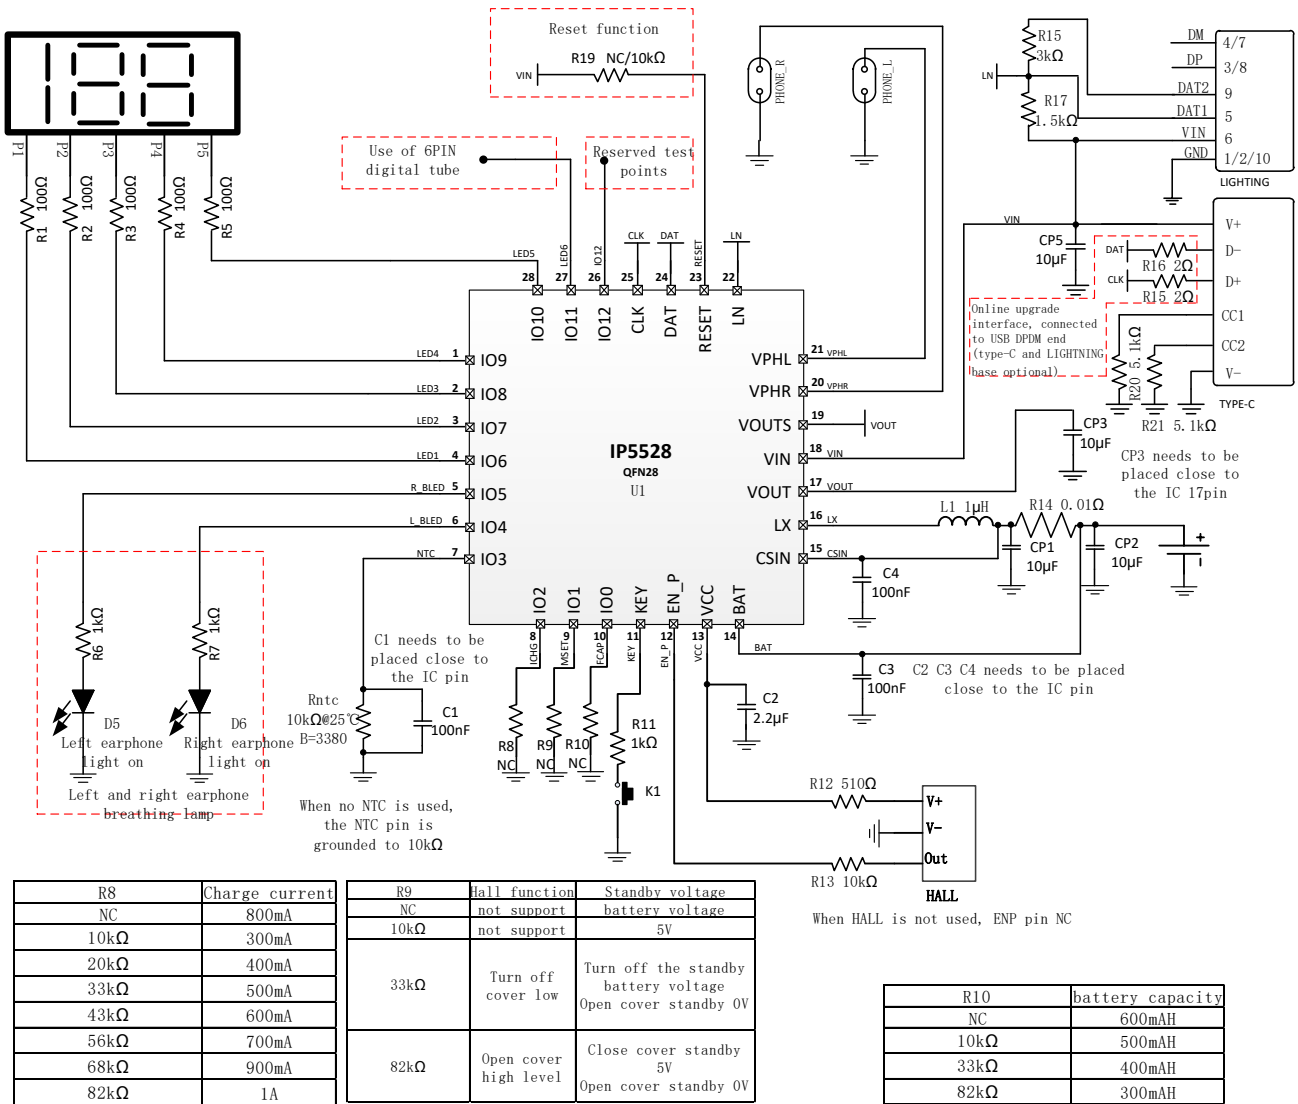 Reset function
R19 NC/10kΩ
VIN
PHONE_R
PHONE_L
R15
3kΩ
LN
R17
1.5kΩ
DM 4/7
DP 3/8
DAT2 9
DAT1 5
VIN 6
GND 1/2/10
LIGHTING
P1
P2
P3
P4
P5
R1 100Ω
R2 100Ω
R3 100Ω
R4 100Ω
R5 100Ω
Use of 6PIN
digital tube
Reserved test
points
VIN
CP5
10μF
V+
DAT
R16 2Ω
D-
CLK
R15 2Ω
D+
CC1
CC2
V-
TYPE-C
Online upgrade
interface, connected
to USB DPDM end
(type-C and LIGHTNING
base optional)
R20 5.1kΩ
R21 5.1kΩ
LED5
LED6
IO12
CLK
DAT
RESET
LN
28 27 26 25 24 23 22
IO10
IO11
IO12
CLK
DAT
RESET
LN
LED4 1 IO9
LED3 2 IO8
LED2 3 IO7
LED1 4 IO6
R_BLED 5 IO5
L_BLED 6 IO4
NTC 7 IO3
IP5528
QFN28
U1
VPHL 21 VPHL
VPHR 20 VPHR
VOUTS 19 VOUT
VIN 18 VIN
VOUT 17 VOUT
LX 16 LX
CSIN 15 CSIN
IO2
IO1
IO0
KEY
EN_P
VCC
BAT
8 9 10 11 12 13 14
ICHG
MSET
FCAP
KEY
EN_P
VCC
BAT
CP3
10μF
CP3 needs to be
placed close to
the IC 17pin
L1 1μH
R14 0.01Ω
CP1
10μF
CP2
10μF
+
C4
100nF
C3
100nF
C2 C3 C4 needs to be placed
close to the IC pin
C2
2.2μF
R6 1kΩ
R7 1kΩ
D5
Left earphone
light on
D6
Right earphone
light on
Left and right earphone
breathing lamp
C1 needs to be
placed close to
the IC pin
Rntc
10kΩ@25℃
B=3380
C1
100nF
When no NTC is used,
the NTC pin is
grounded to 10kΩ
R8
NC
R9
NC
R10
NC
R11
1kΩ
K1
R12 510Ω
R13 10kΩ
V+
V-
Out
HALL
When HALL is not used, ENP pin NC
R8 Charge current
NC 800mA
10kΩ 300mA
20kΩ 400mA
33kΩ 500mA
43kΩ 600mA
56kΩ 700mA
68kΩ 900mA
82kΩ 1A
R9 Hall function Standby voltage
NC not support battery voltage
10kΩ not support 5V
33kΩ
Turn off
cover low
Turn off the standby
battery voltage
Open cover standby 0V
82kΩ
Open cover
high level
Close cover standby
5V
Open cover standby 0V
R10 battery capacity
NC 600mAH
10kΩ 500mAH
33kΩ 400mAH
82kΩ 300mAH